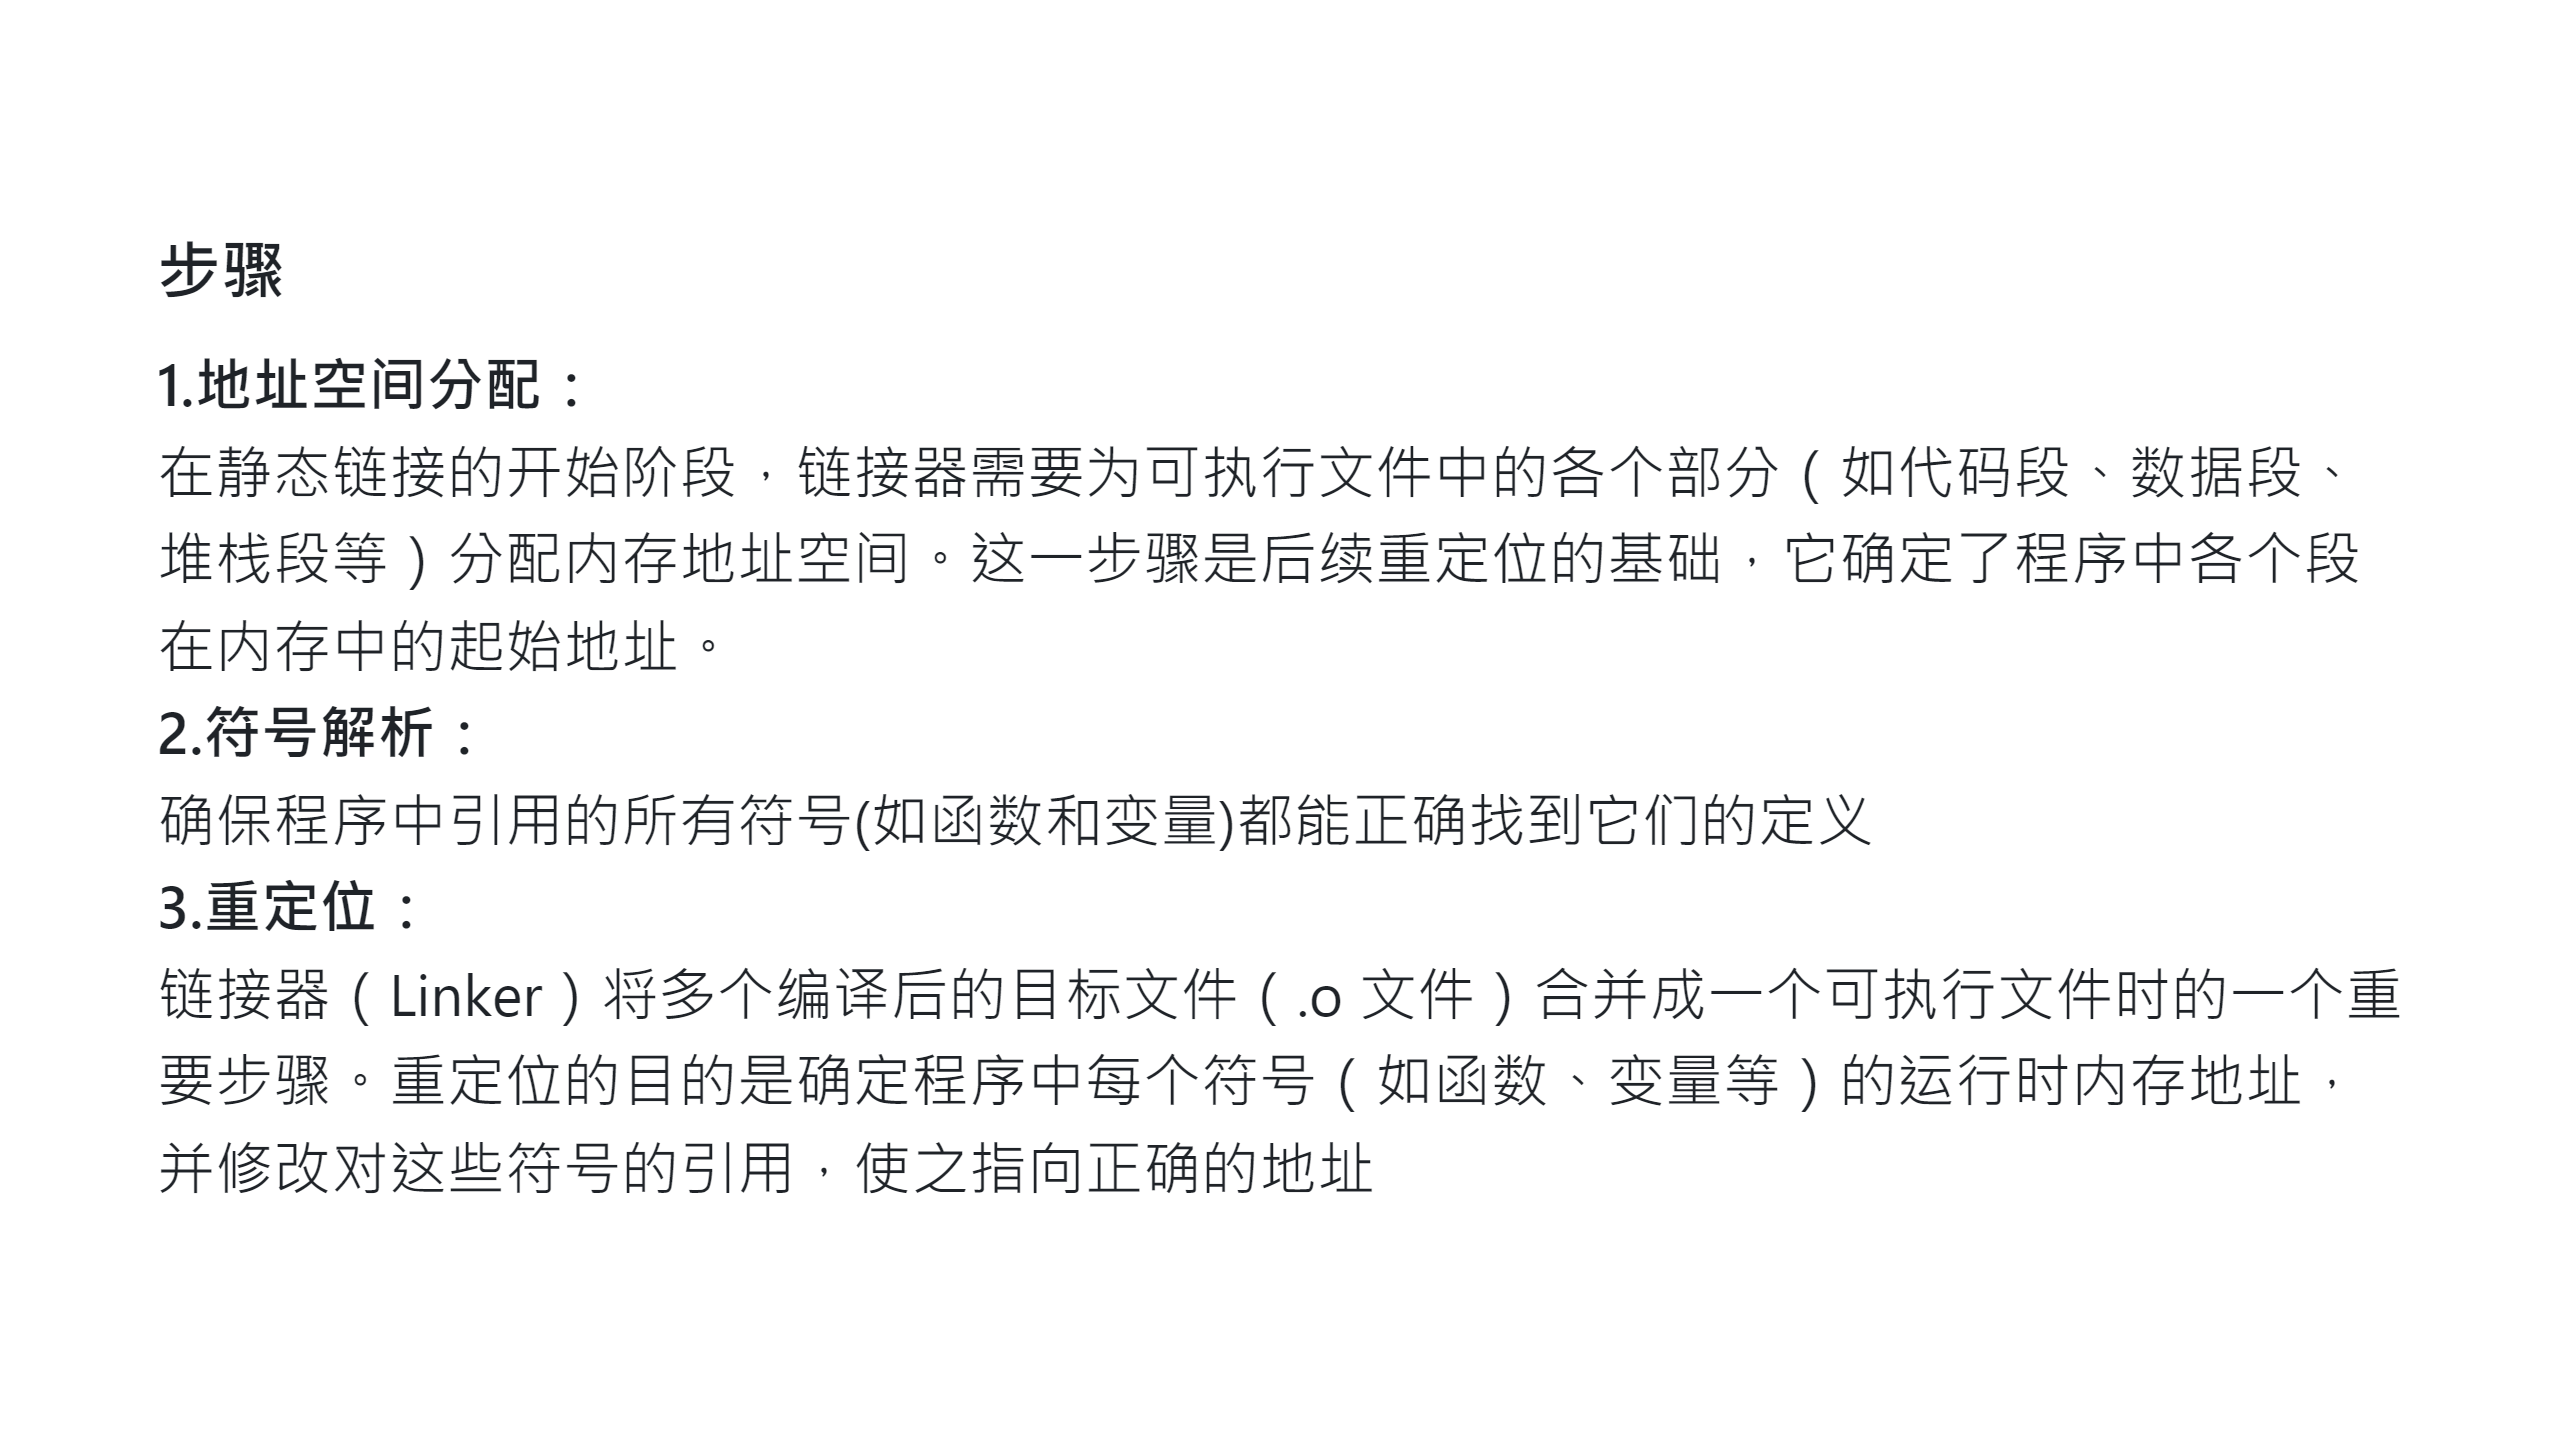 步骤
1.地址空间分配：
在静态链接的开始阶段，链接器需要为可执行文件中的各个部分（如代码段、数据段、
堆栈段等）分配内存地址空间。这一步骤是后续重定位的基础，它确定了程序中各个段
在内存中的起始地址。
2.符号解析：
确保程序中引用的所有符号(如函数和变量)都能正确找到它们的定义
3.重定位：
链接器（Linker）将多个编译后的目标文件（.o 文件）合并成一个可执行文件时的一个重
要步骤。重定位的目的是确定程序中每个符号（如函数、变量等）的运行时内存地址，
并修改对这些符号的引用，使之指向正确的地址